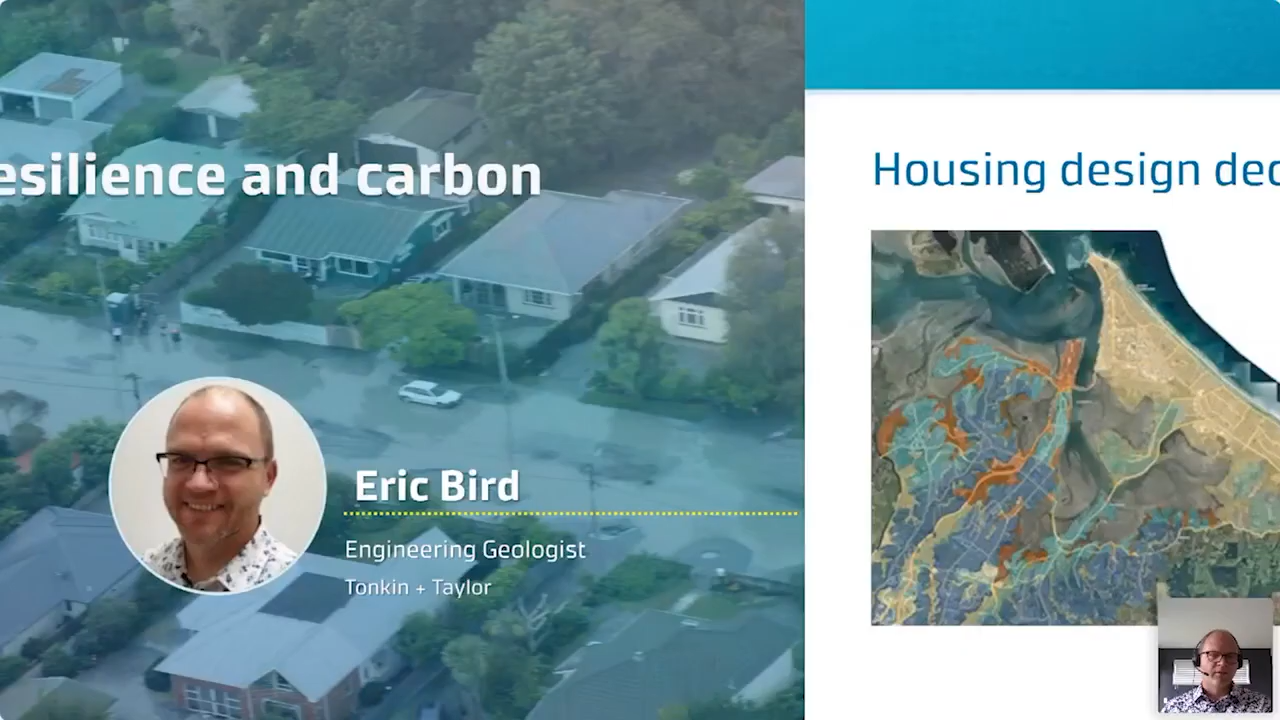 esilience and carbon
Eric Bird
Engineering Geologist
Tonkin + Taylor
Housing design dec